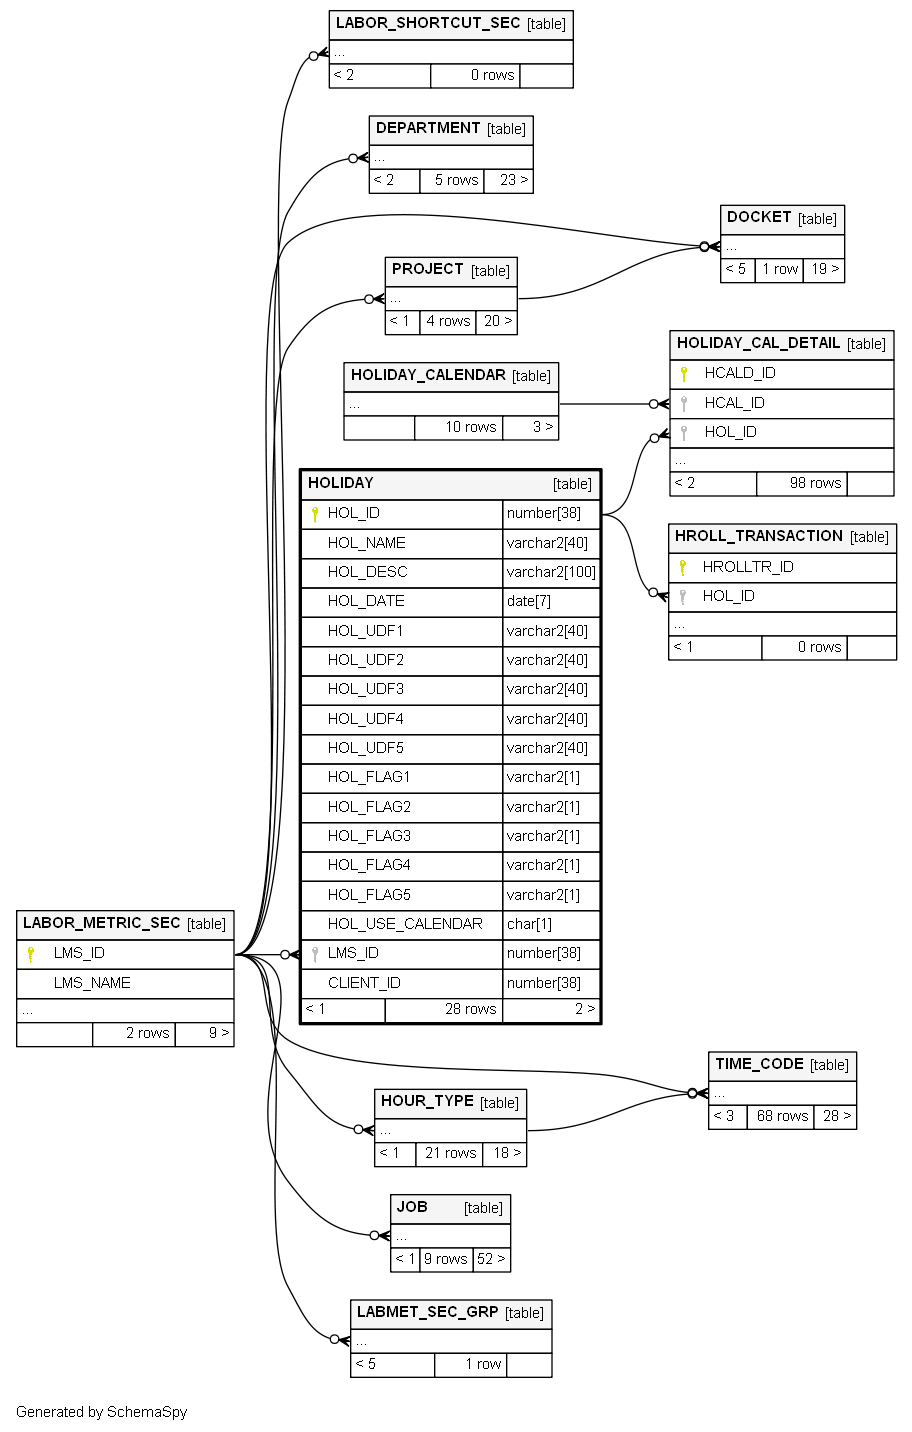 LABOR_SHORTCUT_SEC [table]
...
< 2 0 rows
DEPARTMENT [table]
...
< 2 5 rows 23 >
DOCKET [table]
...
< 5 1 row 19 >
PROJECT [table]
...
< 1 4 rows 20 >
HOLIDAY_CAL_DETAIL [table]
HCALD_ID
HCAL_ID
HOL_ID
...
< 2 98 rows
HOLIDAY_CALENDAR [table]
...
10 rows 3 >
HOLIDAY [table]
HOL_ID number[38]
HOL_NAME varchar2[40]
HOL_DESC varchar2[100]
HOL_DATE date[7]
HOL_UDF1 varchar2[40]
HOL_UDF2 varchar2[40]
HOL_UDF3 varchar2[40]
HOL_UDF4 varchar2[40]
HOL_UDF5 varchar2[40]
HOL_FLAG1 varchar2[1]
HOL_FLAG2 varchar2[1]
HOL_FLAG3 varchar2[1]
HOL_FLAG4 varchar2[1]
HOL_FLAG5 varchar2[1]
HOL_USE_CALENDAR char[1]
LMS_ID number[38]
CLIENT_ID number[38]
< 1 28 rows 2 >
HROLL_TRANSACTION [table]
HROLLTR_ID
HOL_ID
...
< 1 0 rows
LABOR_METRIC_SEC [table]
LMS_ID
LMS_NAME
...
2 rows 9 >
TIME_CODE [table]
...
< 3 68 rows 28 >
HOUR_TYPE [table]
...
< 1 21 rows 18 >
JOB [table]
...
< 1 9 rows 52 >
LABMET_SEC_GRP [table]
...
< 5 1 row
Generated by SchemaSpy